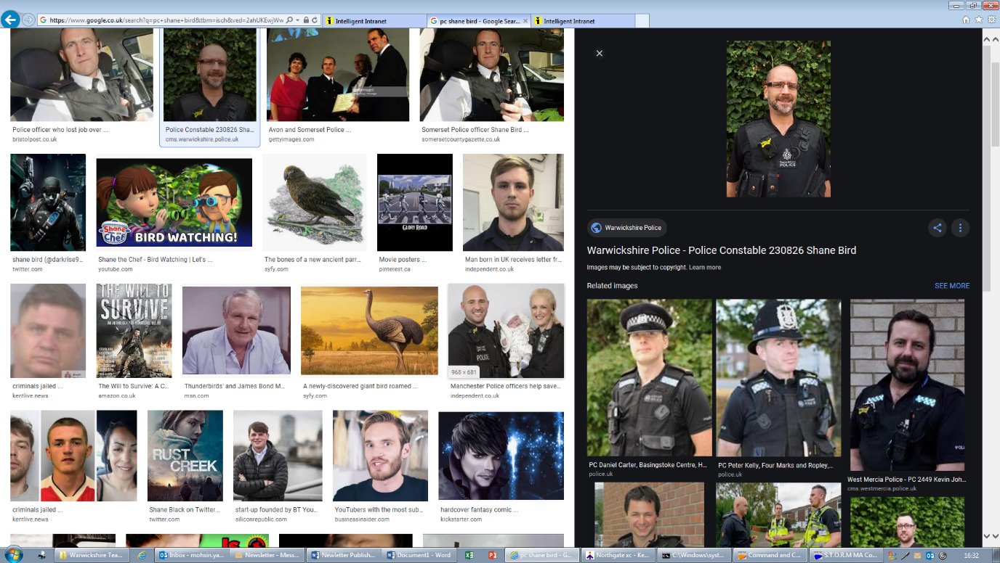 https://www.google.co.uk/search?q=pc+shane+bird&tbm=isch&ved=2ahUKEwjWw
Intelligent Intranet
pc shane bird - Google Sear...
Intelligent Intranet
Police officer who lost job over ...
bristolpost.co.uk
Police Constable 230826 Sha...
cms.warwickshire.police.uk
Avon and Somerset Police ...
gettyimages.com
Somerset Police officer Shane Bird ...
somersetcountygazette.co.uk
Shane the Chef
BIRD WATCHING!
GLORY ROAD
shane bird (@darkrise9...
twitter.com
Shane the Chef - Bird Watching | Let's ...
youtube.com
The bones of a new ancient parr...
syfy.com
Movie posters ...
pinterest.ca
Man born in UK receives letter fr...
independent.co.uk
THE WILL TO
SURVIVE
POLICE
968 × 681
criminals jailed ...
kentlive.news
The Will to Survive: A C...
amazon.co.uk
Thunderbirds' and James Bond M...
msn.com
A newly-discovered giant bird roamed ...
syfy.com
Manchester Police officers help save...
independent.co.uk
RUST
CREEK
criminals jailed ...
kentlive.news
Shane Black on Twitter...
twitter.com
start-up founded by BT You...
siliconrepublic.com
YouTubers with the most sub...
businessinsider.com
hardcover fantasy comic ...
kickstarter.com
Is
POLICE
Warwickshire Police
Warwickshire Police - Police Constable 230826 Shane Bird
Images may be subject to copyright. Learn more
Related images
SEE MORE
PC Daniel Carter, Basingstoke Centre, H...
police.uk
PC Peter Kelly, Four Marks and Ropley,...
police.uk
West Mercia Police - PC 2449 Kevin Joh...
cms.westmercia.police.uk
Warwickshire Tea...
Inbox - mohsin.ya...
Newsletter - Mess...
Newletter Publish...
Document1 - Word
pc shane bird - G...
Northgate xc - Ke...
C:\Windows\syst...
Command and C...
S.T.O.R.M MA Co...
16:32